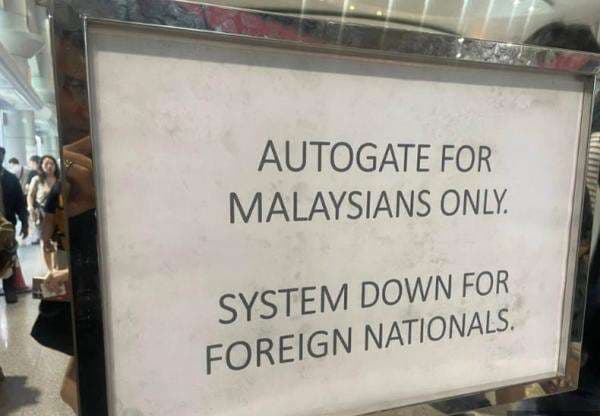 AUTOGATE FOR
MALAYSIANS ONLY.
SYSTEM DOWN FOR
FOREIGN NATIONALS.